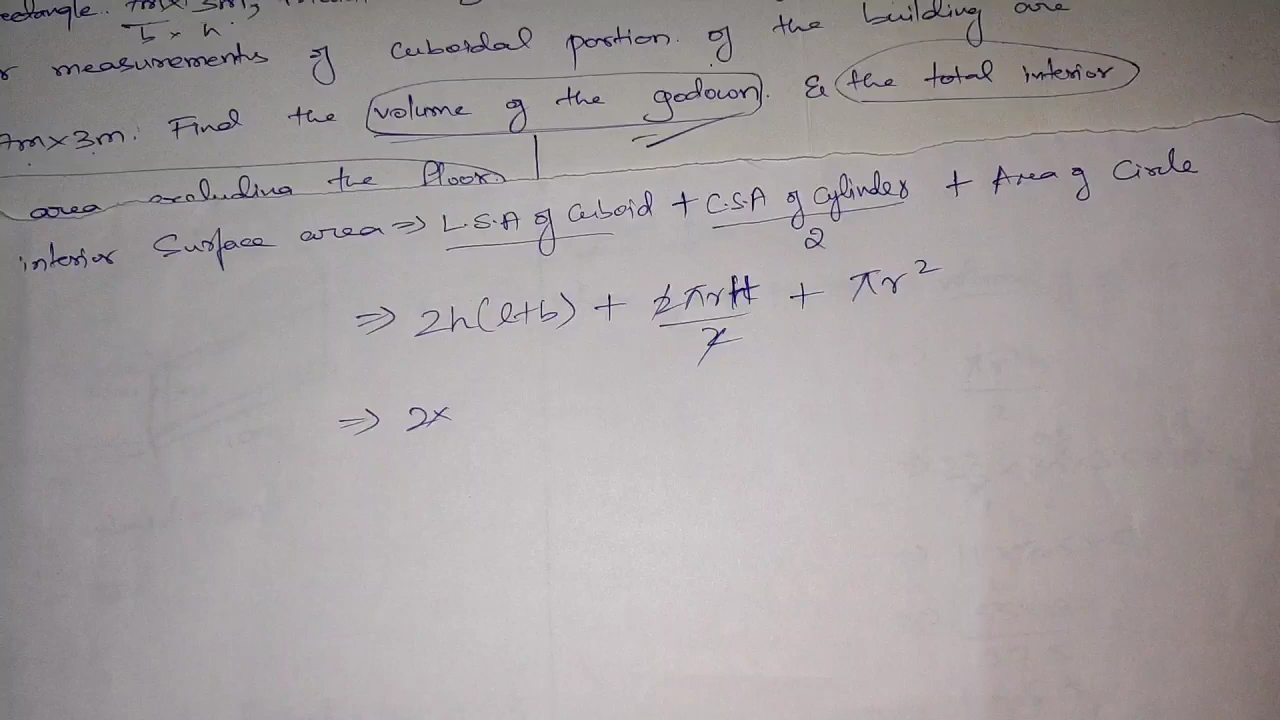 ectangle. 7m x 3m,
b x h
r measurements of cuboidal portion of the building are
7m x 3m. Find the volume of the godown. & the total interior
area excluding the floor.
interior Surface area ⇒ L.S.A of Cuboid + C.S.A of Cylinder + Area of Circle
2
⇒ 2h(l+b) + 2πrH + πr²
2
⇒ 2x